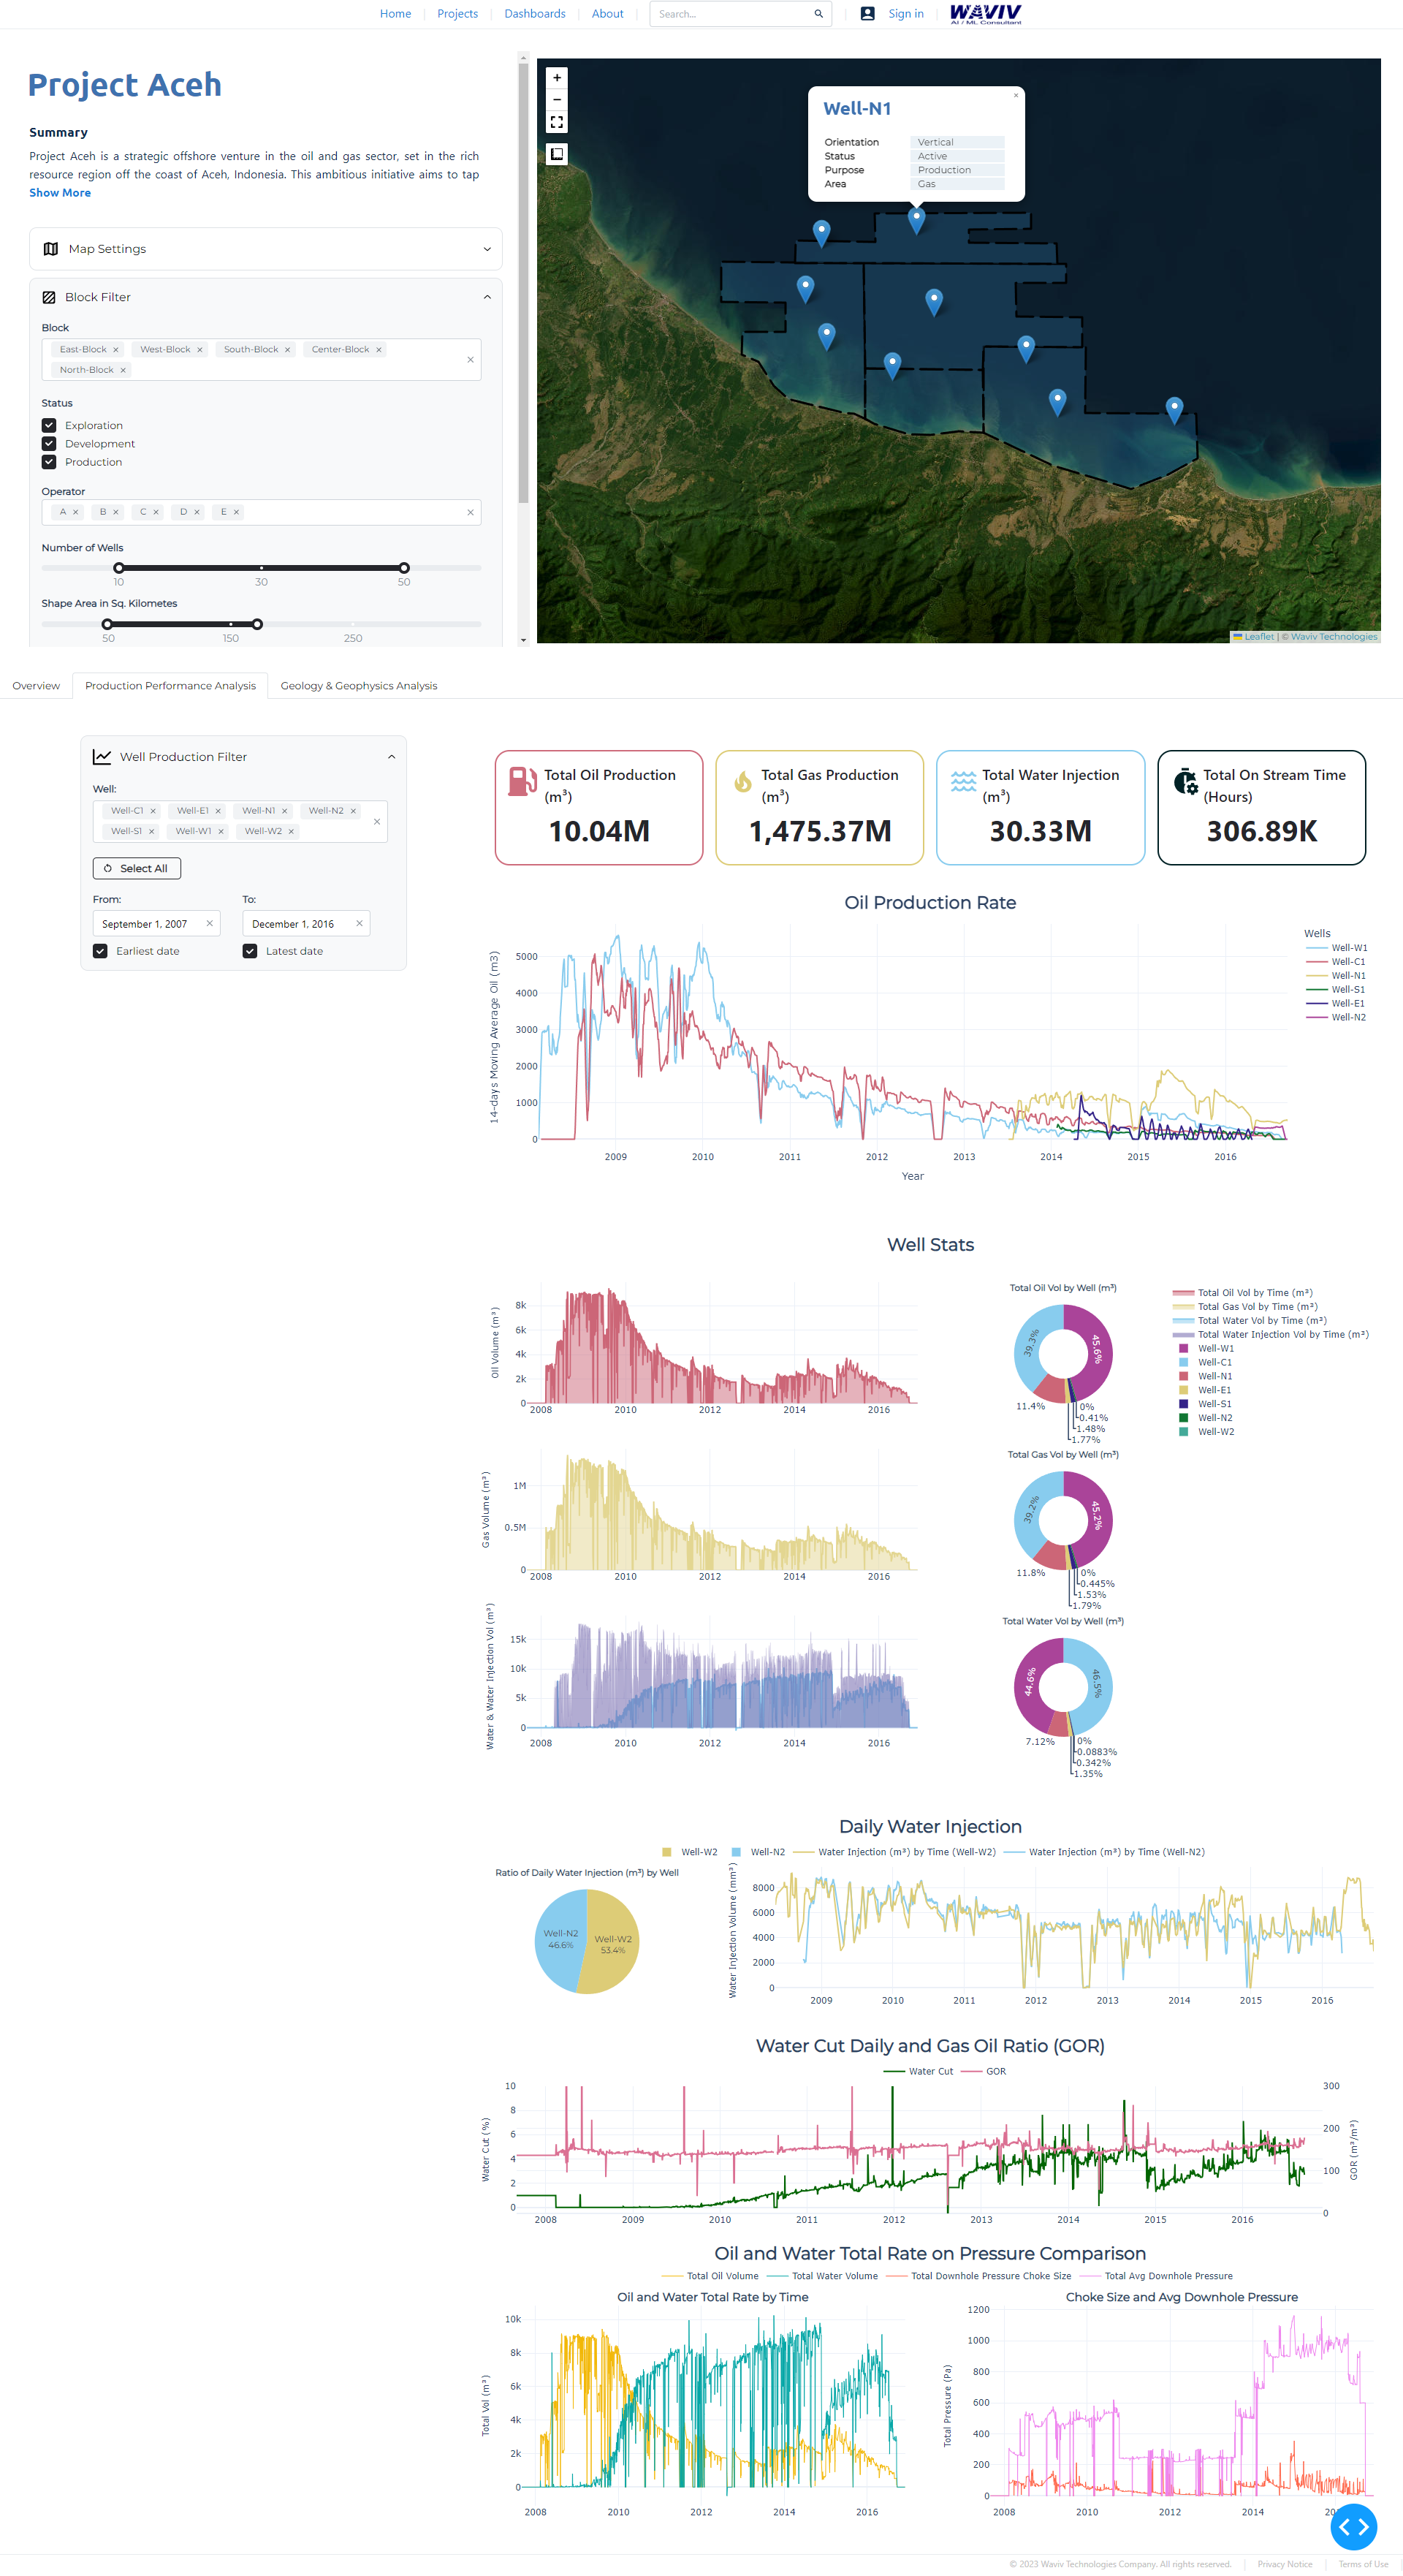 Home
Projects
Dashboards
About
Search...
Sign in
WAVIV
AI / ML Consultant
Project Aceh
Summary
Project Aceh is a strategic offshore venture in the oil and gas sector, set in the rich
resource region off the coast of Aceh, Indonesia. This ambitious initiative aims to tap
Show More
Map Settings
Block Filter
Block
East-Block × West-Block × South-Block × Center-Block ×
North-Block ×
Status
Exploration
Development
Production
Operator
A × B × C × D × E ×
Number of Wells
10 30 50
Shape Area in Sq. Kilometes
50 150 250
+
−
Well-N1
×
Orientation Vertical
Status Active
Purpose Production
Area Gas
Leaflet | © Waviv Technologies
Overview
Production Performance Analysis
Geology & Geophysics Analysis
Well Production Filter
Well:
Well-C1 × Well-E1 × Well-N1 × Well-N2 ×
Well-S1 × Well-W1 × Well-W2 ×
Select All
From: To:
September 1, 2007 × December 1, 2016 ×
Earliest date Latest date
Total Oil Production
(m³)
10.04M
Total Gas Production
(m³)
1,475.37M
Total Water Injection
(m³)
30.33M
Total On Stream Time
(Hours)
306.89K
Oil Production Rate
14-days Moving Average Oil (m3)
5000
4000
3000
2000
1000
0
2009 2010 2011 2012 2013 2014 2015 2016
Year
Wells
Well-W1
Well-C1
Well-N1
Well-S1
Well-E1
Well-N2
Well Stats
Oil Volume (m³)
8k
6k
4k
2k
0
2008 2010 2012 2014 2016
Total Oil Vol by Well (m³)
39.3%
45.6%
11.4%
0%
0.41%
1.48%
1.77%
Total Oil Vol by Time (m³)
Total Gas Vol by Time (m³)
Total Water Vol by Time (m³)
Total Water Injection Vol by Time (m³)
Well-W1
Well-C1
Well-N1
Well-E1
Well-S1
Well-N2
Well-W2
Gas Volume (m³)
1M
0.5M
0
2008 2010 2012 2014 2016
Total Gas Vol by Well (m³)
39.2%
45.2%
11.8%
0%
0.445%
1.53%
1.79%
Water & Water Injection Vol (m³)
15k
10k
5k
0
2008 2010 2012 2014 2016
Total Water Vol by Well (m³)
44.6%
46.5%
7.12%
0%
0.0883%
0.342%
1.35%
Daily Water Injection
Well-W2 Well-N2 Water Injection (m³) by Time (Well-W2) Water Injection (m³) by Time (Well-N2)
Ratio of Daily Water Injection (m³) by Well
Well-N2
46.6%
Well-W2
53.4%
Water Injection Volume (mm³)
8000
6000
4000
2000
0
2009 2010 2011 2012 2013 2014 2015 2016
Water Cut Daily and Gas Oil Ratio (GOR)
Water Cut GOR
Water Cut (%)
10
8
6
4
2
0
2008 2009 2010 2011 2012 2013 2014 2015 2016
300
200
100
0
GOR (m³/m³)
Oil and Water Total Rate on Pressure Comparison
Total Oil Volume Total Water Volume Total Downhole Pressure Choke Size Total Avg Downhole Pressure
Oil and Water Total Rate by Time
Total Vol (m³)
10k
8k
6k
4k
2k
0
2008 2010 2012 2014 2016
Choke Size and Avg Downhole Pressure
Total Pressure (Pa)
1200
1000
800
600
400
200
0
2008 2010 2012 2014
© 2023 Waviv Technologies Company. All rights reserved.
Privacy Notice
Terms of Use